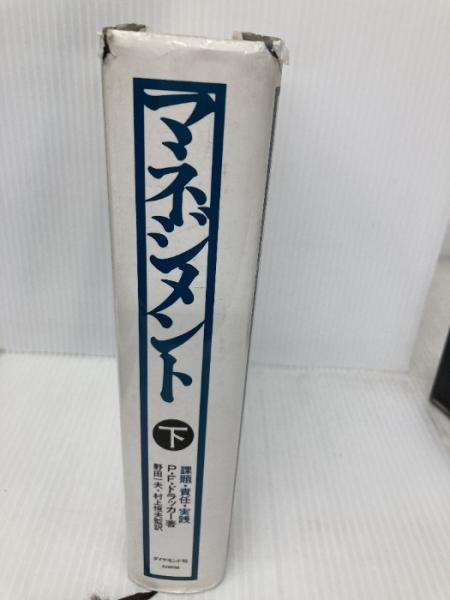 マネジメント
下
課題・責任・実践
P・F・ドラッカー著
野田一夫・村上恒夫監訳
ダイヤモンド社